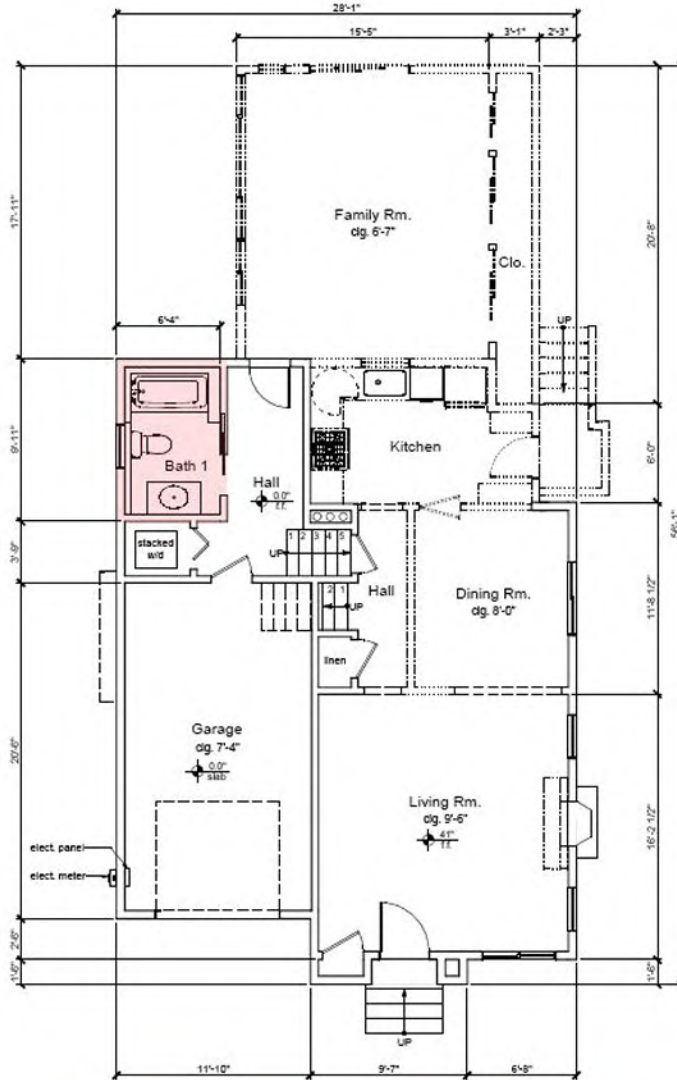 28'-1"
15'-5"
3'-1"
2'-3"
17'-11"
Family Rm.
clg. 6'-7"
20'-8"
Clo.
6'-4"
UP
9'-11"
Bath 1
Kitchen
6'-0"
Hall
0.0"
f.f.
56'-1"
3'-9"
stacked
w/d
1 2 3 4 5
UP
Hall
Dining Rm.
clg. 8'-0"
11'-8 1/2"
2 1
UP
linen
20'-6"
Garage
clg. 7'-4"
0.0"
slab
Living Rm.
clg. 9'-6"
41"
f.f.
16'-2 1/2"
elect. panel
elect. meter
2'-6"
1'-6"
1'-6"
UP
11'-10"
9'-7"
6'-8"